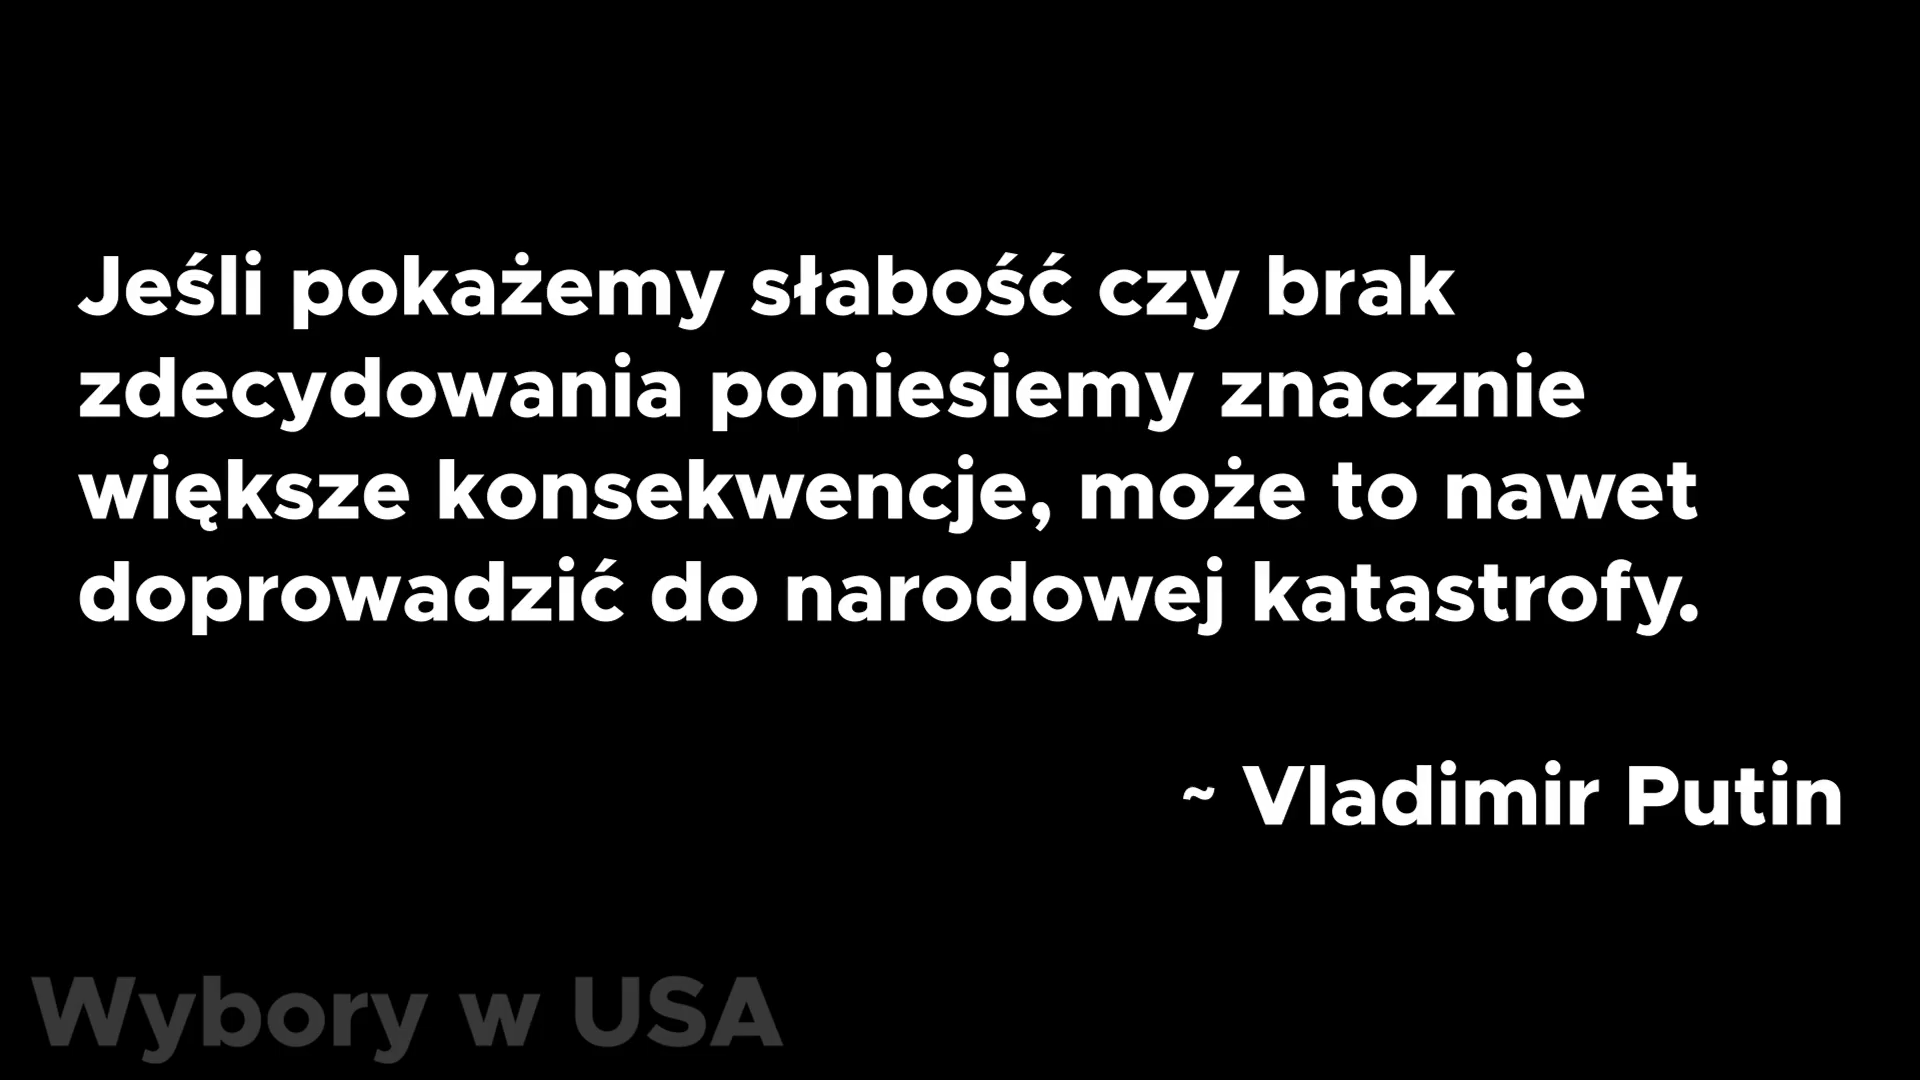 Jeśli pokażemy słabość czy brak
zdecydowania poniesiemy znacznie
większe konsekwencje, może to nawet
doprowadzić do narodowej katastrofy.
~ Vladimir Putin
Wybory w USA